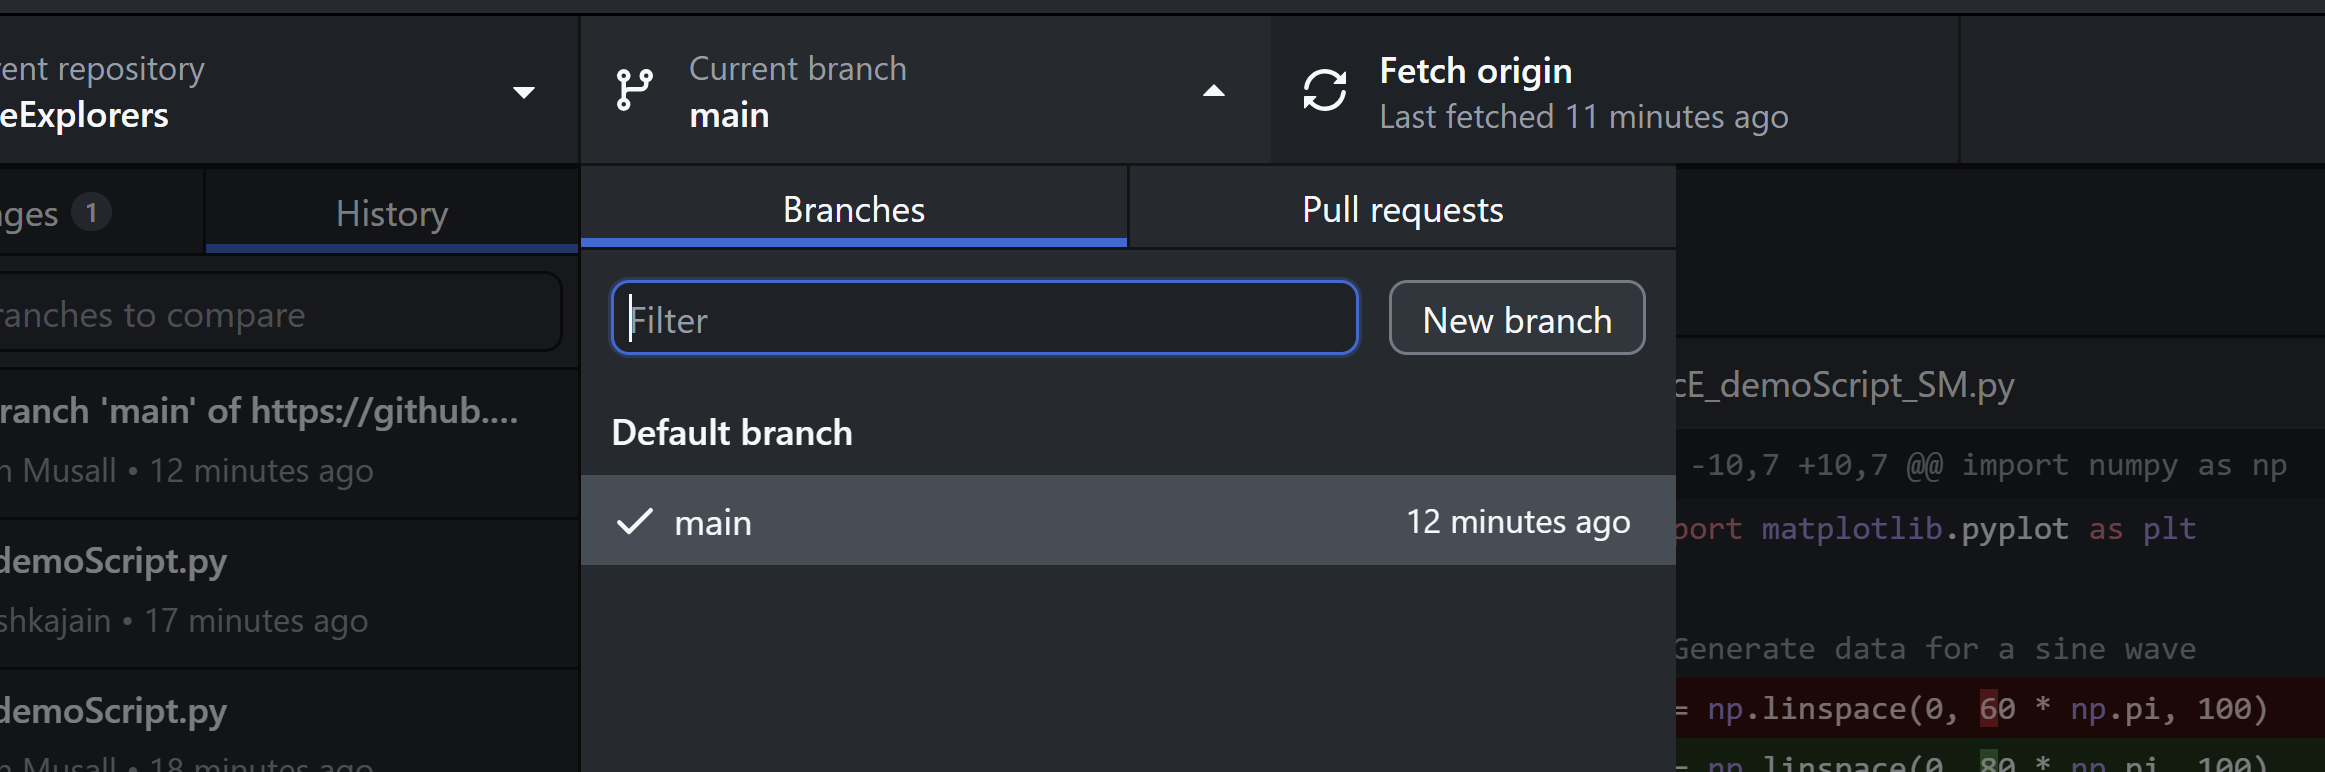 ent repository
eExplorers
Current branch
main
Fetch origin
Last fetched 11 minutes ago
ges 1
History
Branches
Pull requests
ranches to compare
Filter
New branch
ranch 'main' of https://github....
n Musall • 12 minutes ago
Default branch
main
12 minutes ago
demoScript.py
shkajain • 17 minutes ago
demoScript.py
n Musall • 18 minutes ago
cE_demoScript_SM.py
-10,7 +10,7 @@ import numpy as np
port matplotlib.pyplot as plt
Generate data for a sine wave
= np.linspace(0, 60 * np.pi, 100)
= np.linspace(0, 80 * np.pi, 100)